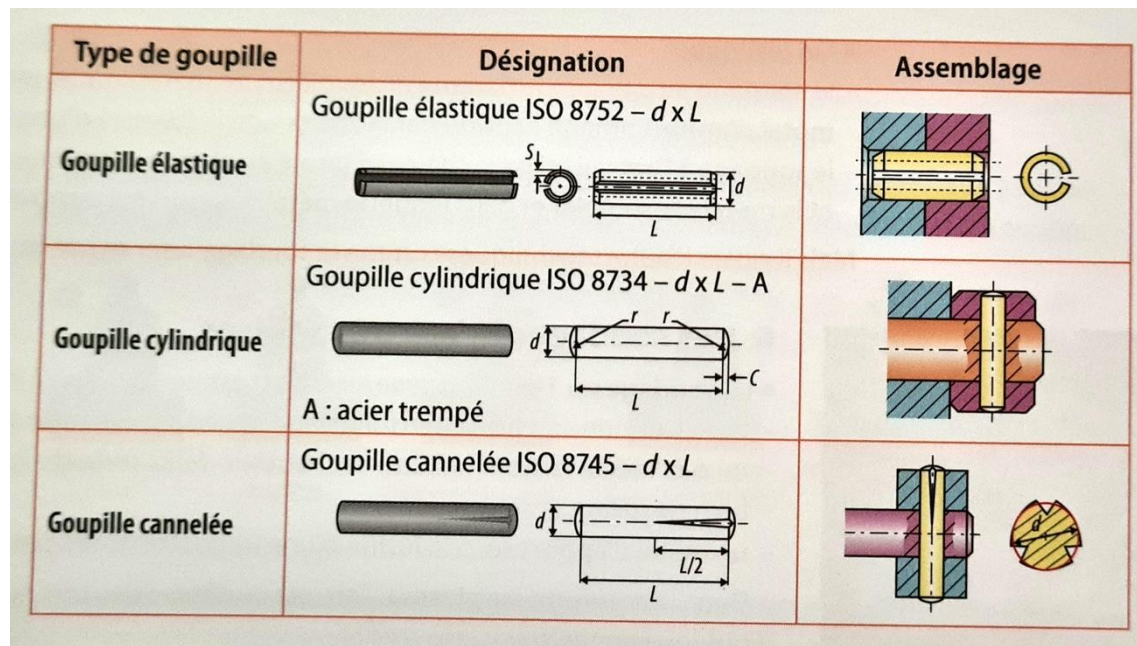 Type de goupille
Désignation
Assemblage
Goupille élastique
Goupille élastique ISO 8752 – d x L
S
d
L
Goupille cylindrique
Goupille cylindrique ISO 8734 – d x L – A
r r
d
C
L
A : acier trempé
Goupille cannelée
Goupille cannelée ISO 8745 – d x L
d
L/2
L
d